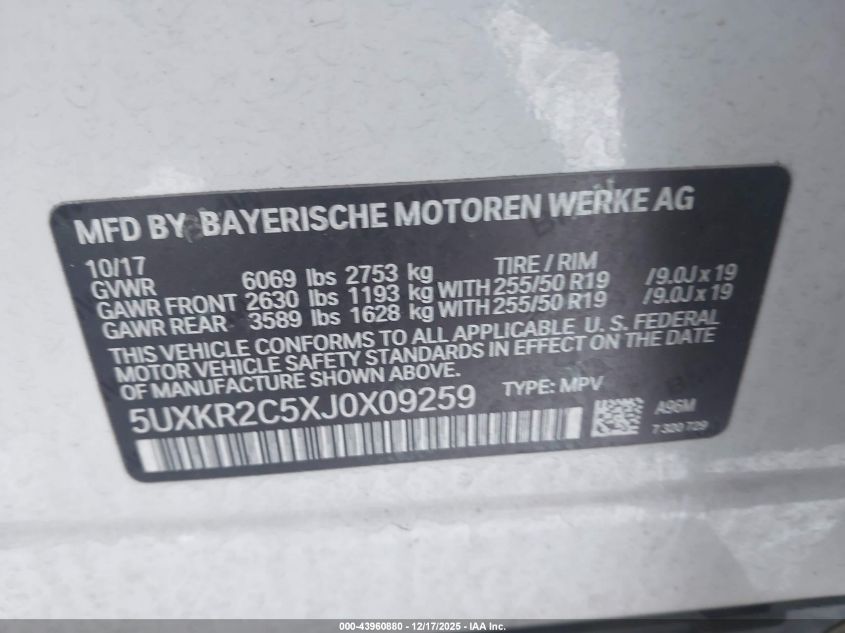 MFD BY BAYERISCHE MOTOREN WERKE AG
10/17 TIRE / RIM
GVWR 6069 lbs 2753 kg
GAWR FRONT 2630 lbs 1193 kg WITH 255/50 R19 /9.0J x 19
GAWR REAR 3589 lbs 1628 kg WITH 255/50 R19 /9.0J x 19
THIS VEHICLE CONFORMS TO ALL APPLICABLE U. S. FEDERAL
MOTOR VEHICLE SAFETY STANDARDS IN EFFECT ON THE DATE
OF MANUFACTURE SHOWN ABOVE.
5UXKR2C5XJ0X09259 TYPE: MPV
A96M
7 320 729
000-43960880 - 12/17/2025 - IAA Inc.